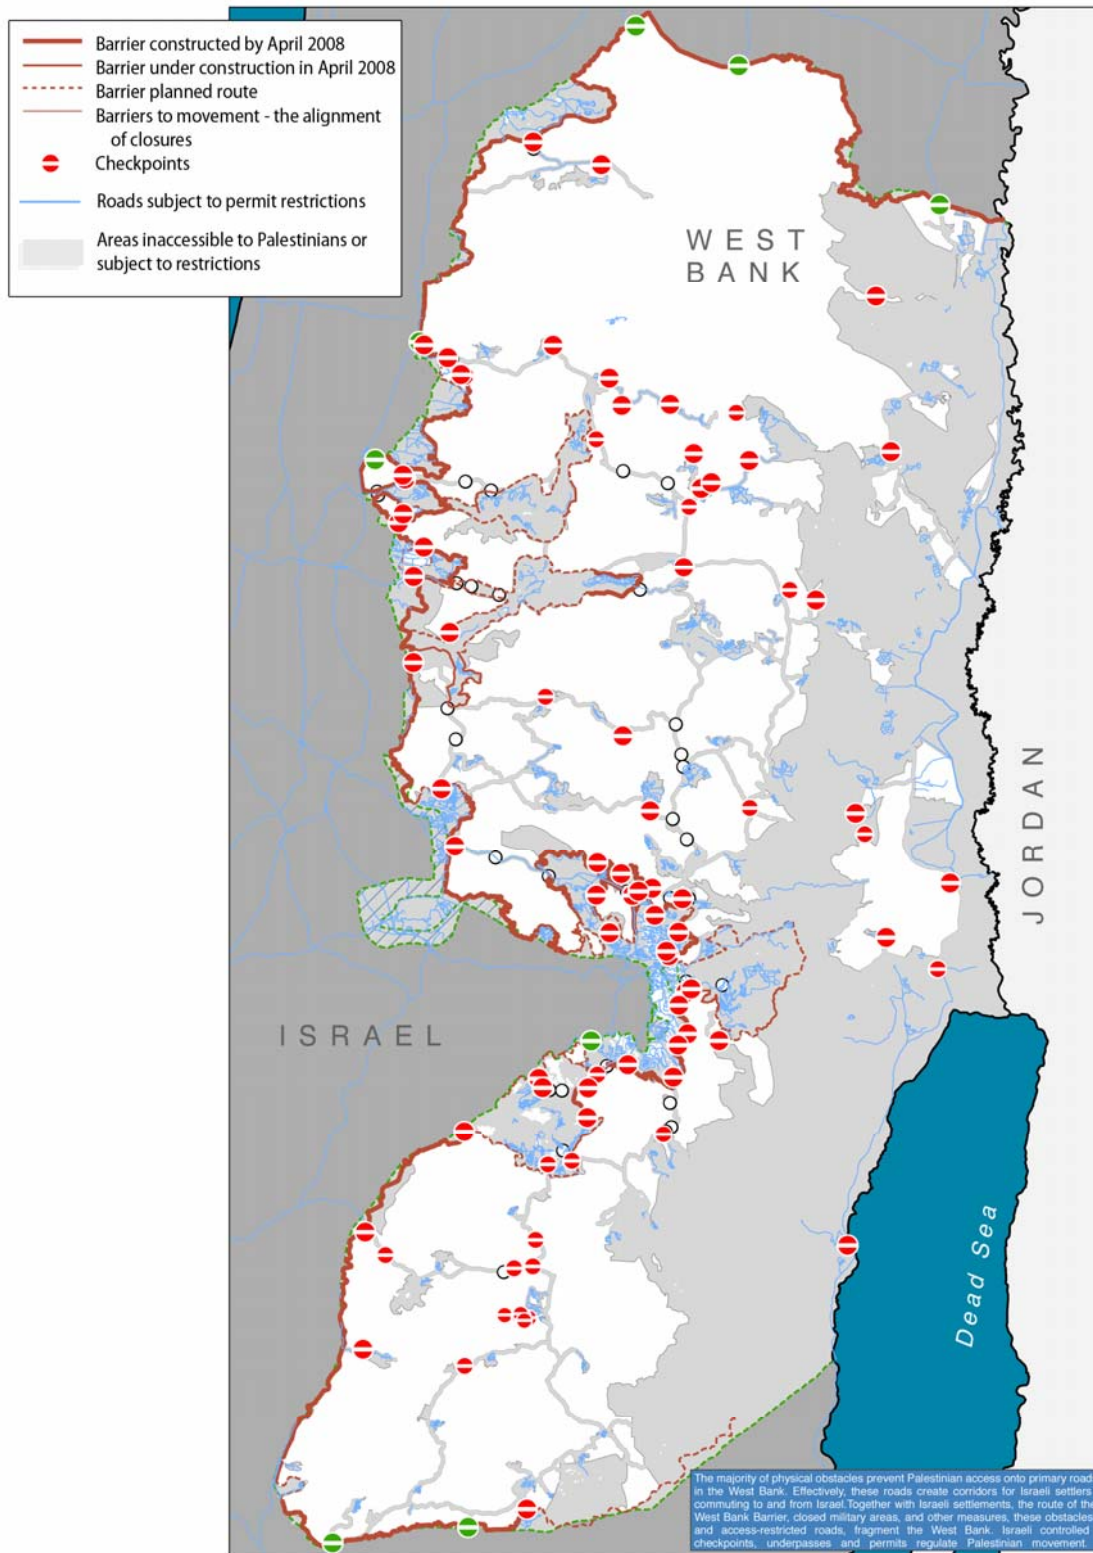 Barrier constructed by April 2008
Barrier under construction in April 2008
Barrier planned route
Barriers to movement - the alignment
of closures
Checkpoints
Roads subject to permit restrictions
Areas inaccessible to Palestinians or
subject to restrictions
WEST
BANK
JORDAN
ISRAEL
Dead Sea
The majority of physical obstacles prevent Palestinian access onto primary roads
in the West Bank. Effectively, these roads create corridors for Israeli settlers
commuting to and from Israel.Together with Israeli settlements, the route of the
West Bank Barrier, closed military areas, and other measures, these obstacles
and access-restricted roads, fragment the West Bank. Israeli controlled
checkpoints, underpasses and permits regulate Palestinian movement.